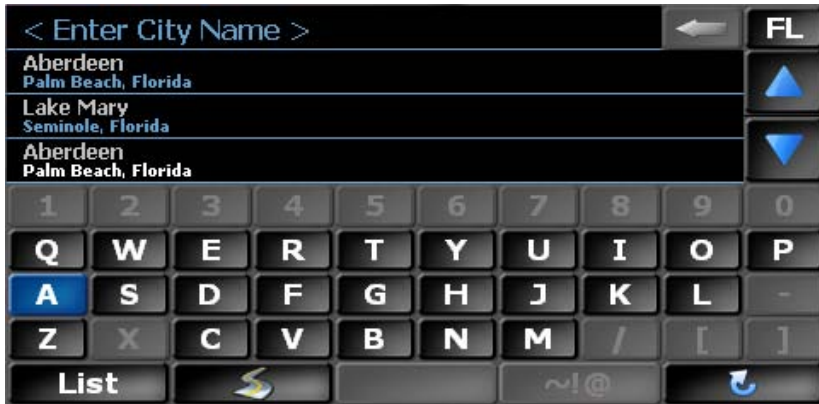 < Enter City Name > FL
Aberdeen
Palm Beach, Florida
Lake Mary
Seminole, Florida
Aberdeen
Palm Beach, Florida
1 2 3 4 5 6 7 8 9 0
Q W E R T Y U I O P
A S D F G H J K L -
Z X C V B N M / [ ]
List ~!@